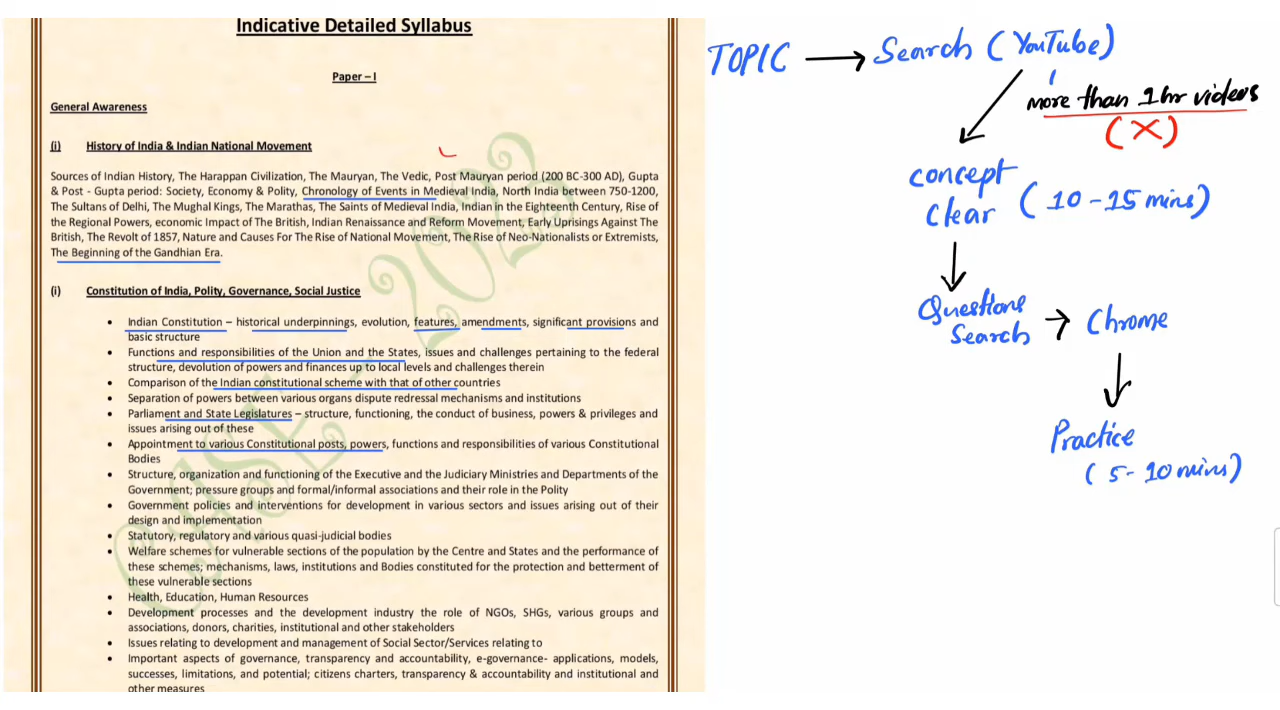 Indicative Detailed Syllabus
Paper – I
General Awareness
(i) History of India & Indian National Movement
Sources of Indian History, The Harappan Civilization, The Mauryan, The Vedic, Post Mauryan period (200 BC-300 AD), Gupta
& Post - Gupta period: Society, Economy & Polity, Chronology of Events in Medieval India, North India between 750-1200,
The Sultans of Delhi, The Mughal Kings, The Marathas, The Saints of Medieval India, Indian in the Eighteenth Century, Rise of
the Regional Powers, economic Impact of The British, Indian Renaissance and Reform Movement, Early Uprisings Against The
British, The Revolt of 1857, Nature and Causes For The Rise of National Movement, The Rise of Neo-Nationalists or Extremists,
The Beginning of the Gandhian Era.
(i) Constitution of India, Polity, Governance, Social Justice
• Indian Constitution – historical underpinnings, evolution, features, amendments, significant provisions and
basic structure
• Functions and responsibilities of the Union and the States, issues and challenges pertaining to the federal
structure, devolution of powers and finances up to local levels and challenges therein
• Comparison of the Indian constitutional scheme with that of other countries
• Separation of powers between various organs dispute redressal mechanisms and institutions
• Parliament and State Legislatures – structure, functioning, the conduct of business, powers & privileges and
issues arising out of these
• Appointment to various Constitutional posts, powers, functions and responsibilities of various Constitutional
Bodies
• Structure, organization and functioning of the Executive and the Judiciary Ministries and Departments of the
Government; pressure groups and formal/informal associations and their role in the Polity
• Government policies and interventions for development in various sectors and issues arising out of their
design and implementation
• Statutory, regulatory and various quasi-judicial bodies
• Welfare schemes for vulnerable sections of the population by the Centre and States and the performance of
these schemes; mechanisms, laws, institutions and Bodies constituted for the protection and betterment of
these vulnerable sections
• Health, Education, Human Resources
• Development processes and the development industry the role of NGOs, SHGs, various groups and
associations, donors, charities, institutional and other stakeholders
• Issues relating to development and management of Social Sector/Services relating to
• Important aspects of governance, transparency and accountability, e-governance- applications, models,
successes, limitations, and potential; citizens charters, transparency & accountability and institutional and
other measures
TOPIC → Search (YouTube)
more than 1hr videos
(X)
concept
clear (10-15 mins)
Questions
Search → Chrome
Practice
(5-10 mins)